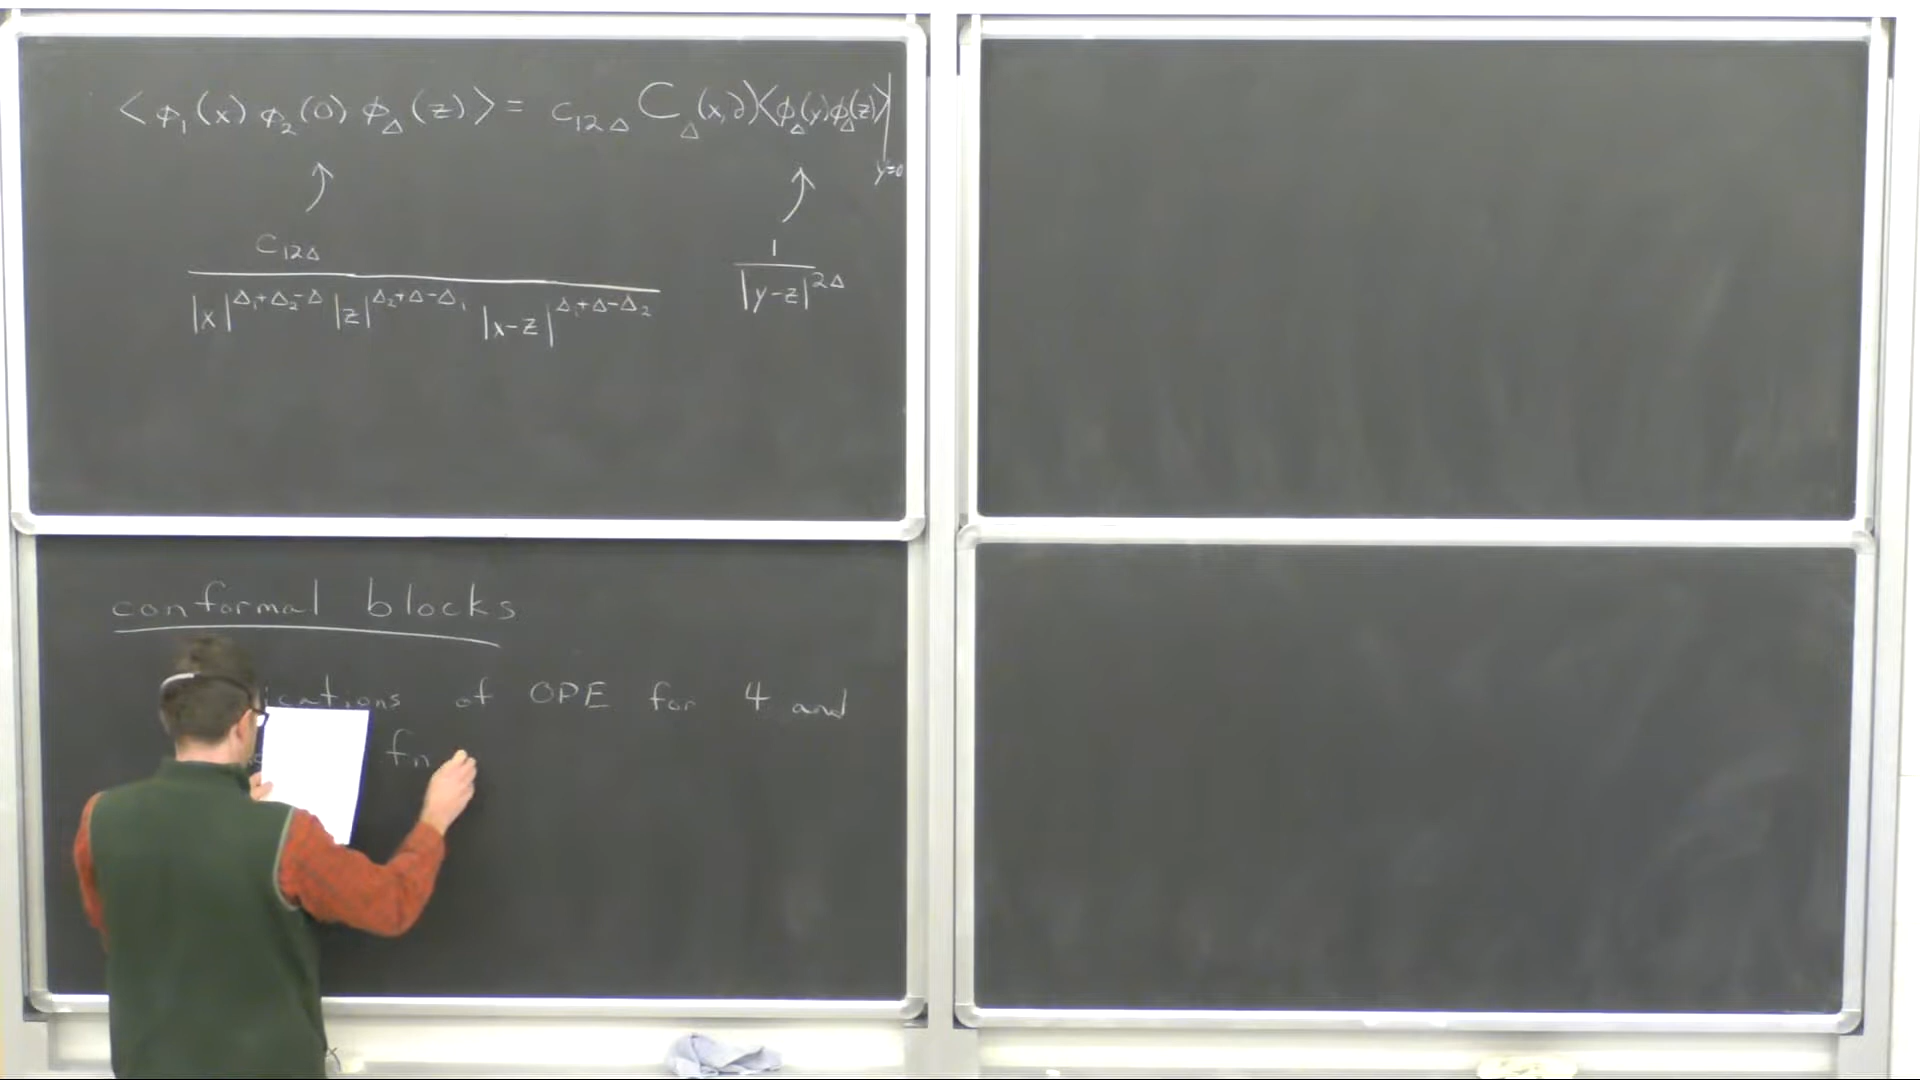 < φ₁(x) φ₂(0) φ_Δ(z) > = c₁₂Δ C_Δ(x,∂)<φ_Δ(y)φ_Δ(z)>|_{y=0}
c₁₂Δ / |x|^{Δ₁+Δ₂-Δ} |z|^{Δ₂+Δ-Δ₁} |x-z|^{Δ₁+Δ-Δ₂}
1 / |y-z|^{2Δ}
conformal blocks
of OPE for 4 and
fn